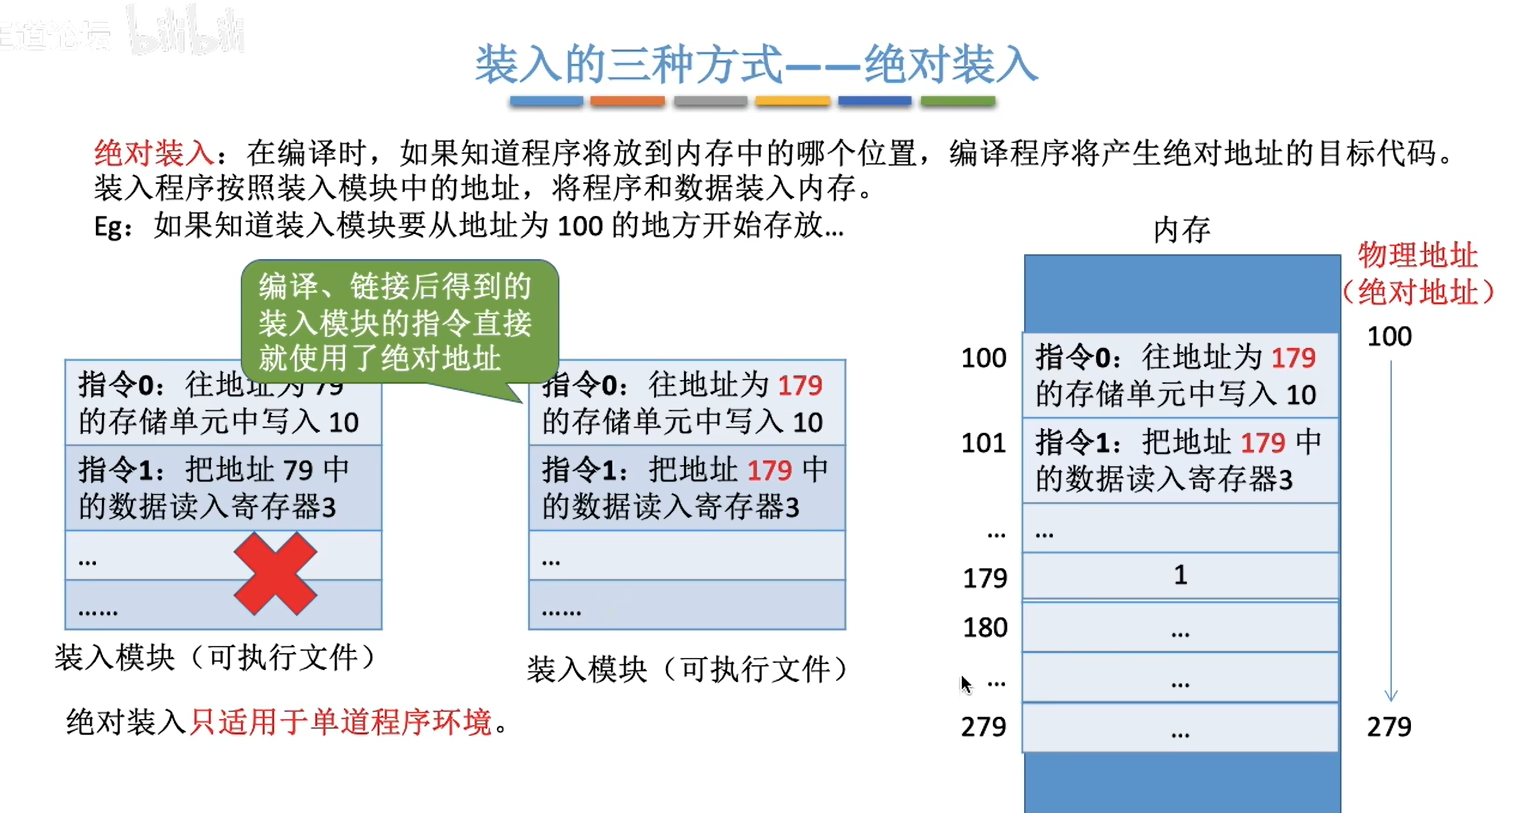 王道论坛 bilibili
装入的三种方式——绝对装入
绝对装入：在编译时，如果知道程序将放到内存中的哪个位置，编译程序将产生绝对地址的目标代码。
装入程序按照装入模块中的地址，将程序和数据装入内存。
Eg：如果知道装入模块要从地址为 100 的地方开始存放…
编译、链接后得到的
装入模块的指令直接
就使用了绝对地址
指令0：往地址为 79
的存储单元中写入 10
指令1：把地址 79 中
的数据读入寄存器3
…
……
装入模块（可执行文件）
指令0：往地址为 179
的存储单元中写入 10
指令1：把地址 179 中
的数据读入寄存器3
…
……
装入模块（可执行文件）
绝对装入只适用于单道程序环境。
内存
物理地址
（绝对地址）
100
100
指令0：往地址为 179
的存储单元中写入 10
101
指令1：把地址 179 中
的数据读入寄存器3
…
…
179
1
180
…
…
…
279
…
279